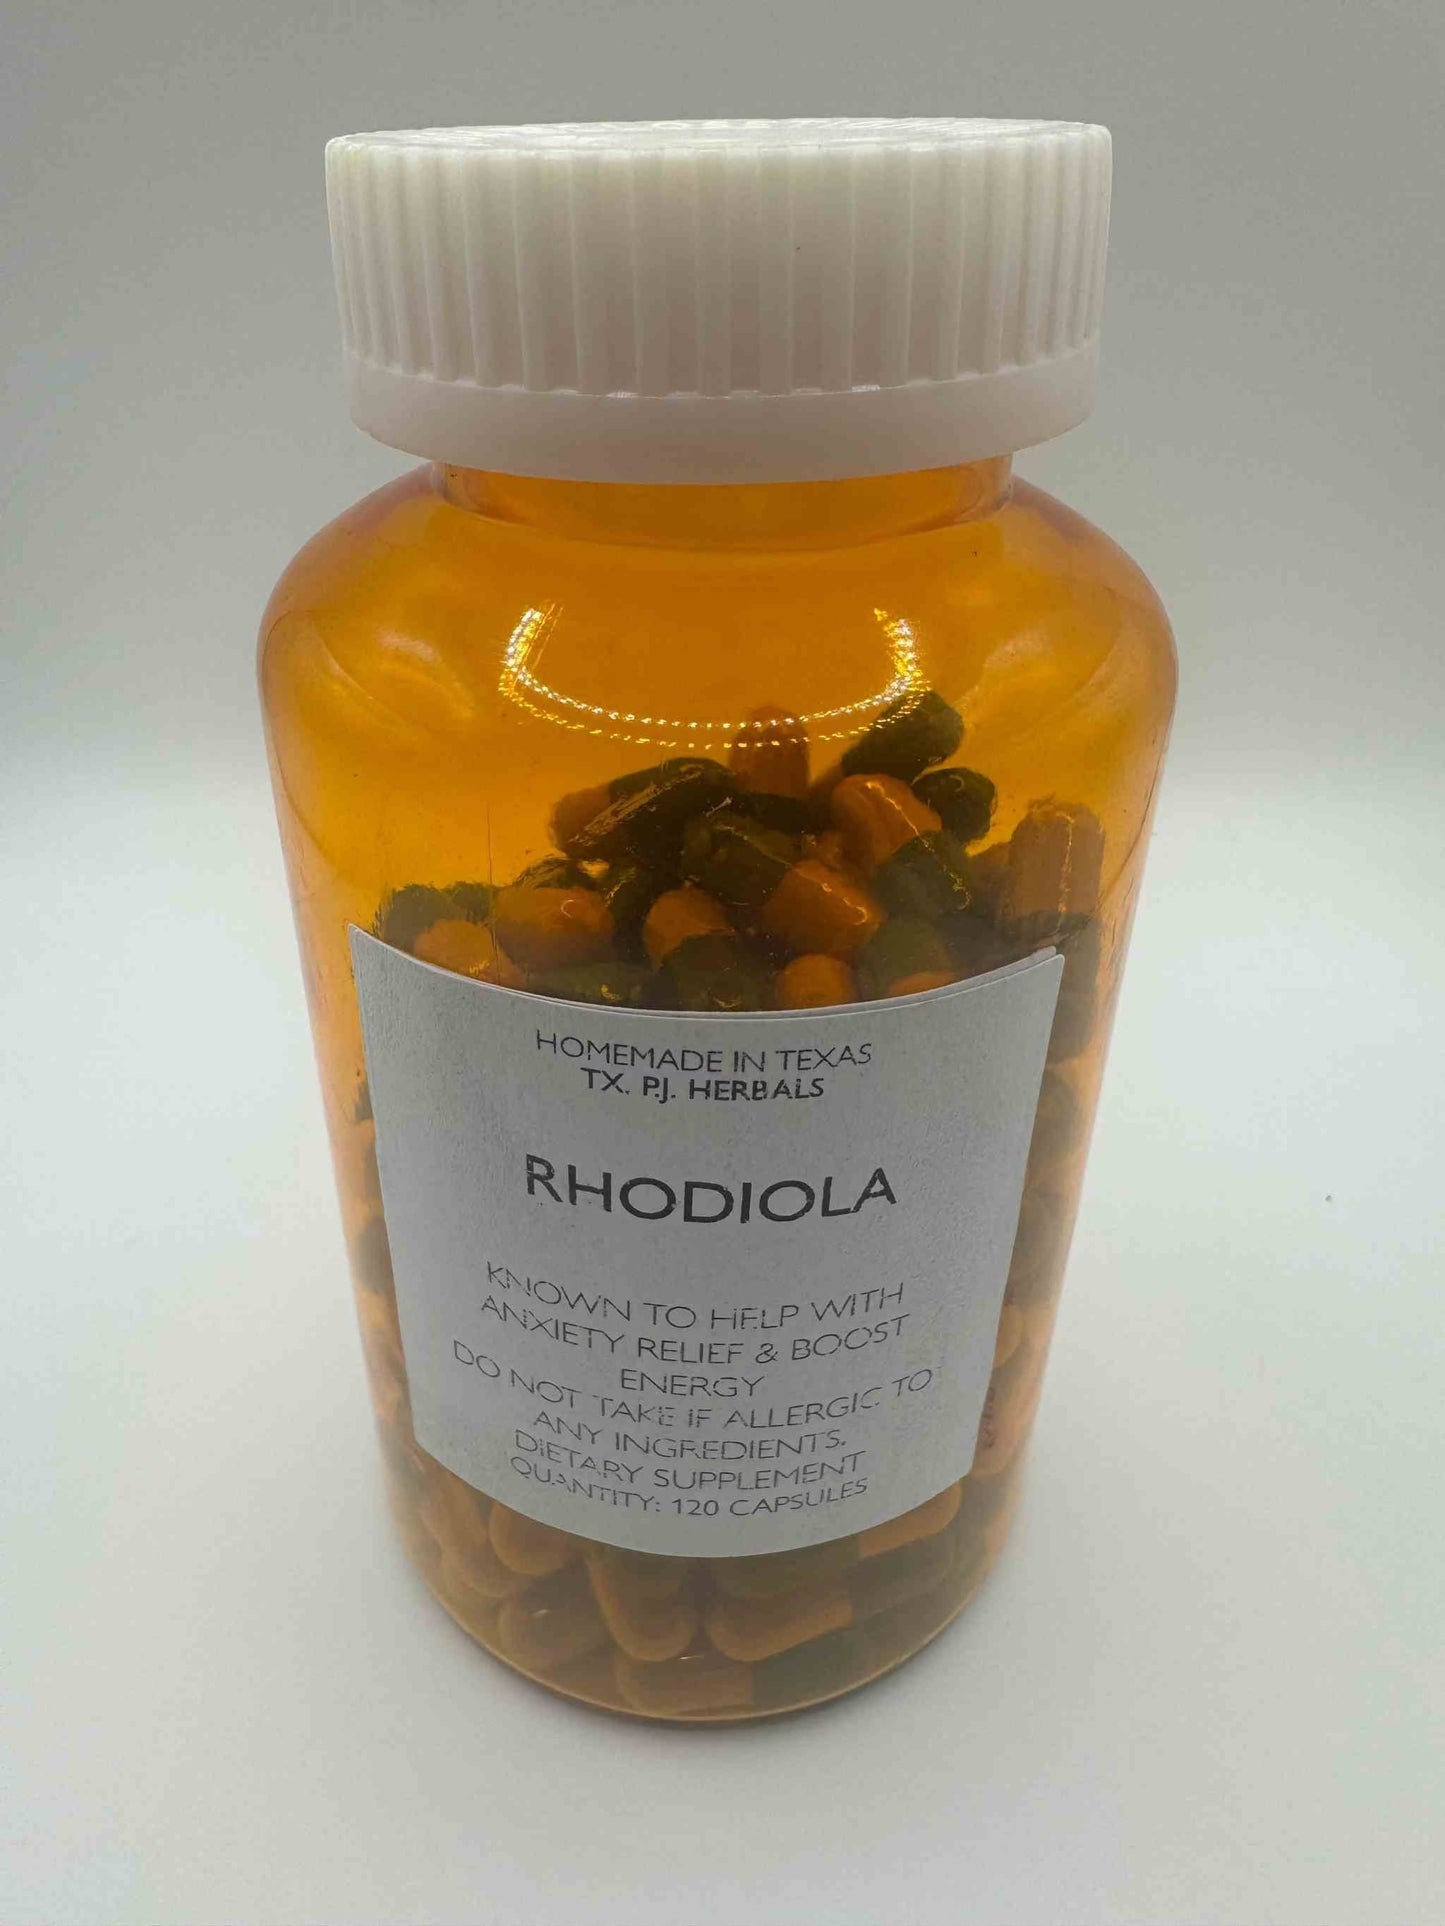 HOMEMADE IN TEXAS
TX. P.J. HERBALS
RHODIOLA
KNOWN TO HELP WITH
ANXIETY RELIEF & BOOST
ENERGY
DO NOT TAKE IF ALLERGIC TO
ANY INGREDIENTS.
DIETARY SUPPLEMENT
QUANTITY: 120 CAPSULES